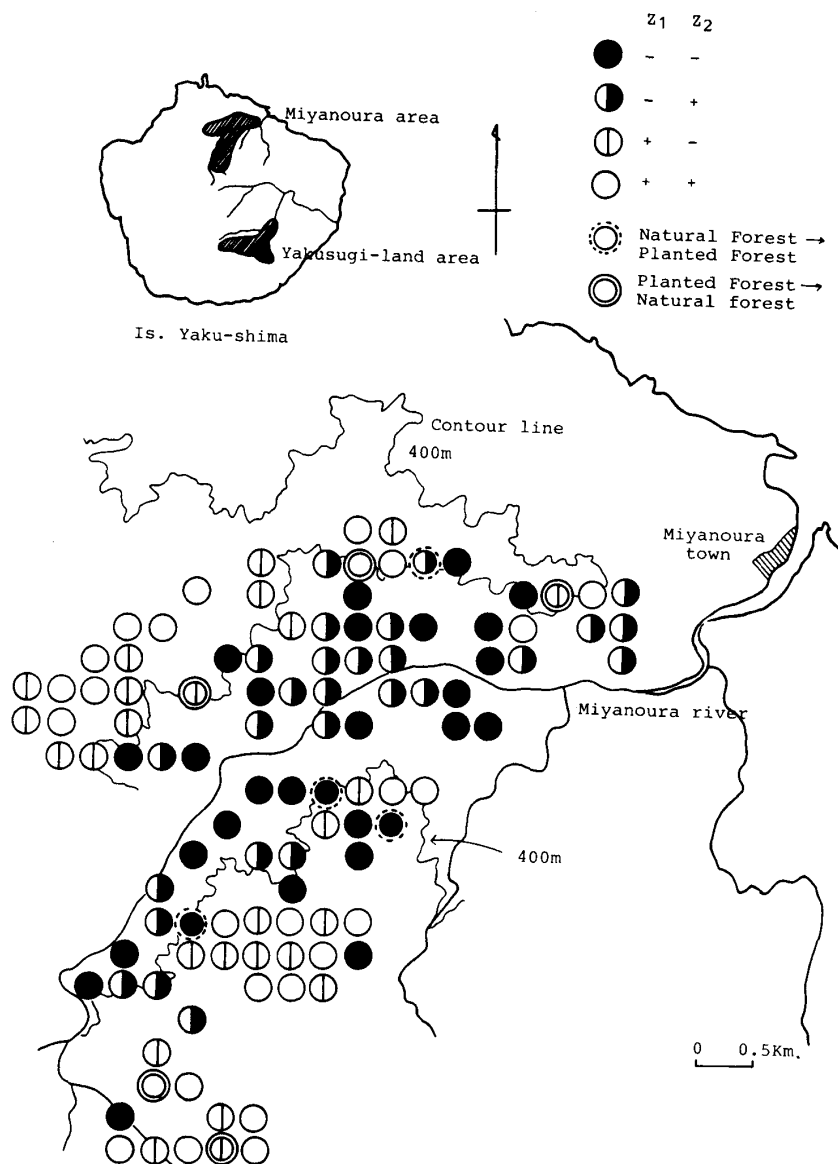 Z1 Z2
- -
- +
+ -
+ +
Natural Forest →
Planted Forest
Planted Forest →
Natural forest
Miyanoura area
Yakusugi-land area
Is. Yaku-shima
Contour line
400m
Miyanoura
town
Miyanoura river
400m
0 0.5Km.